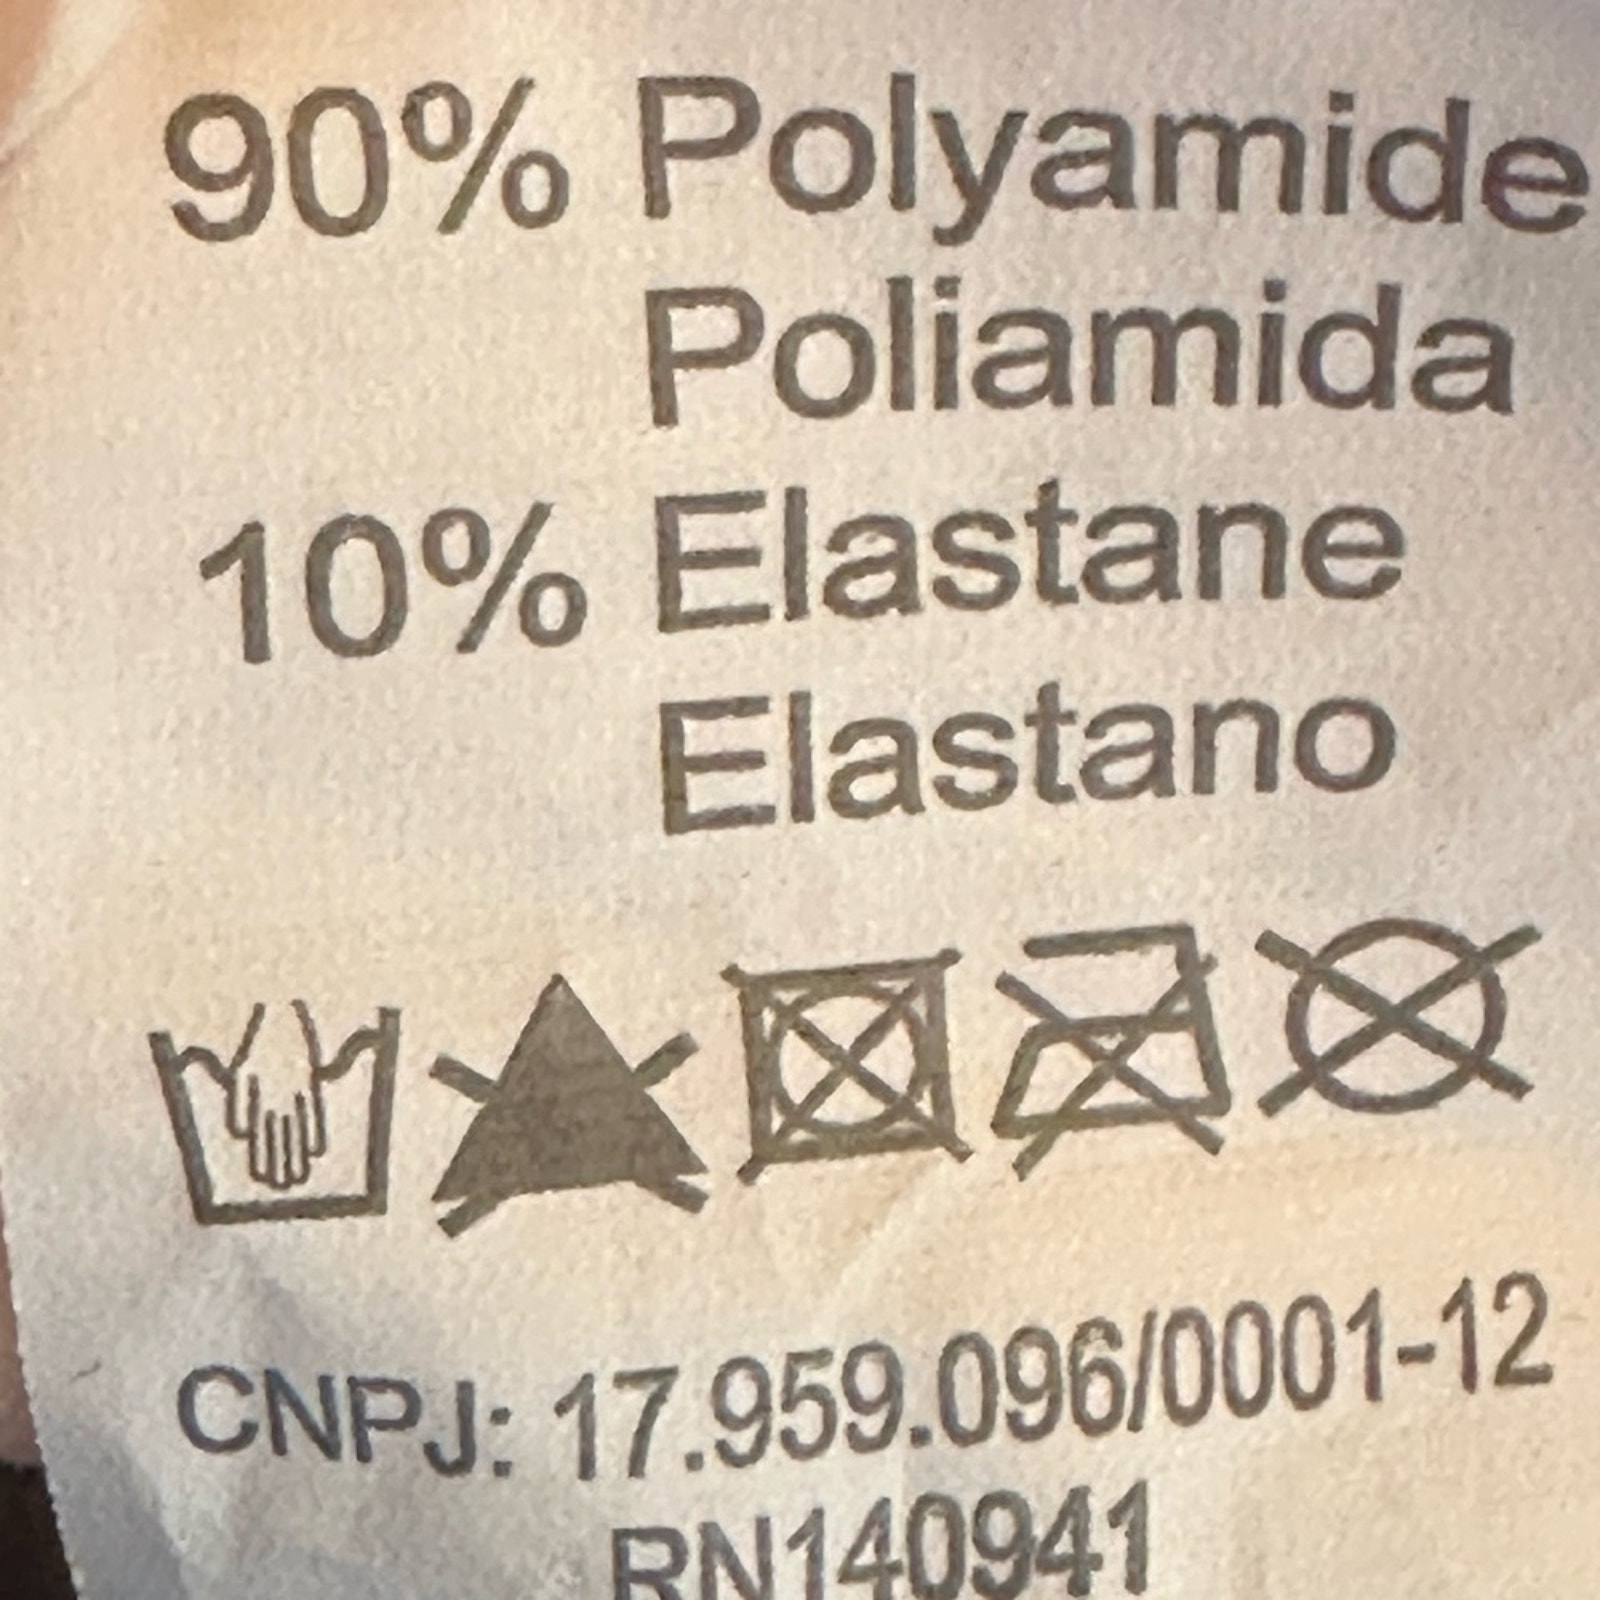 90% Polyamide
Poliamida
10% Elastane
Elastano
CNPJ: 17.959.096/0001-12
RN140941